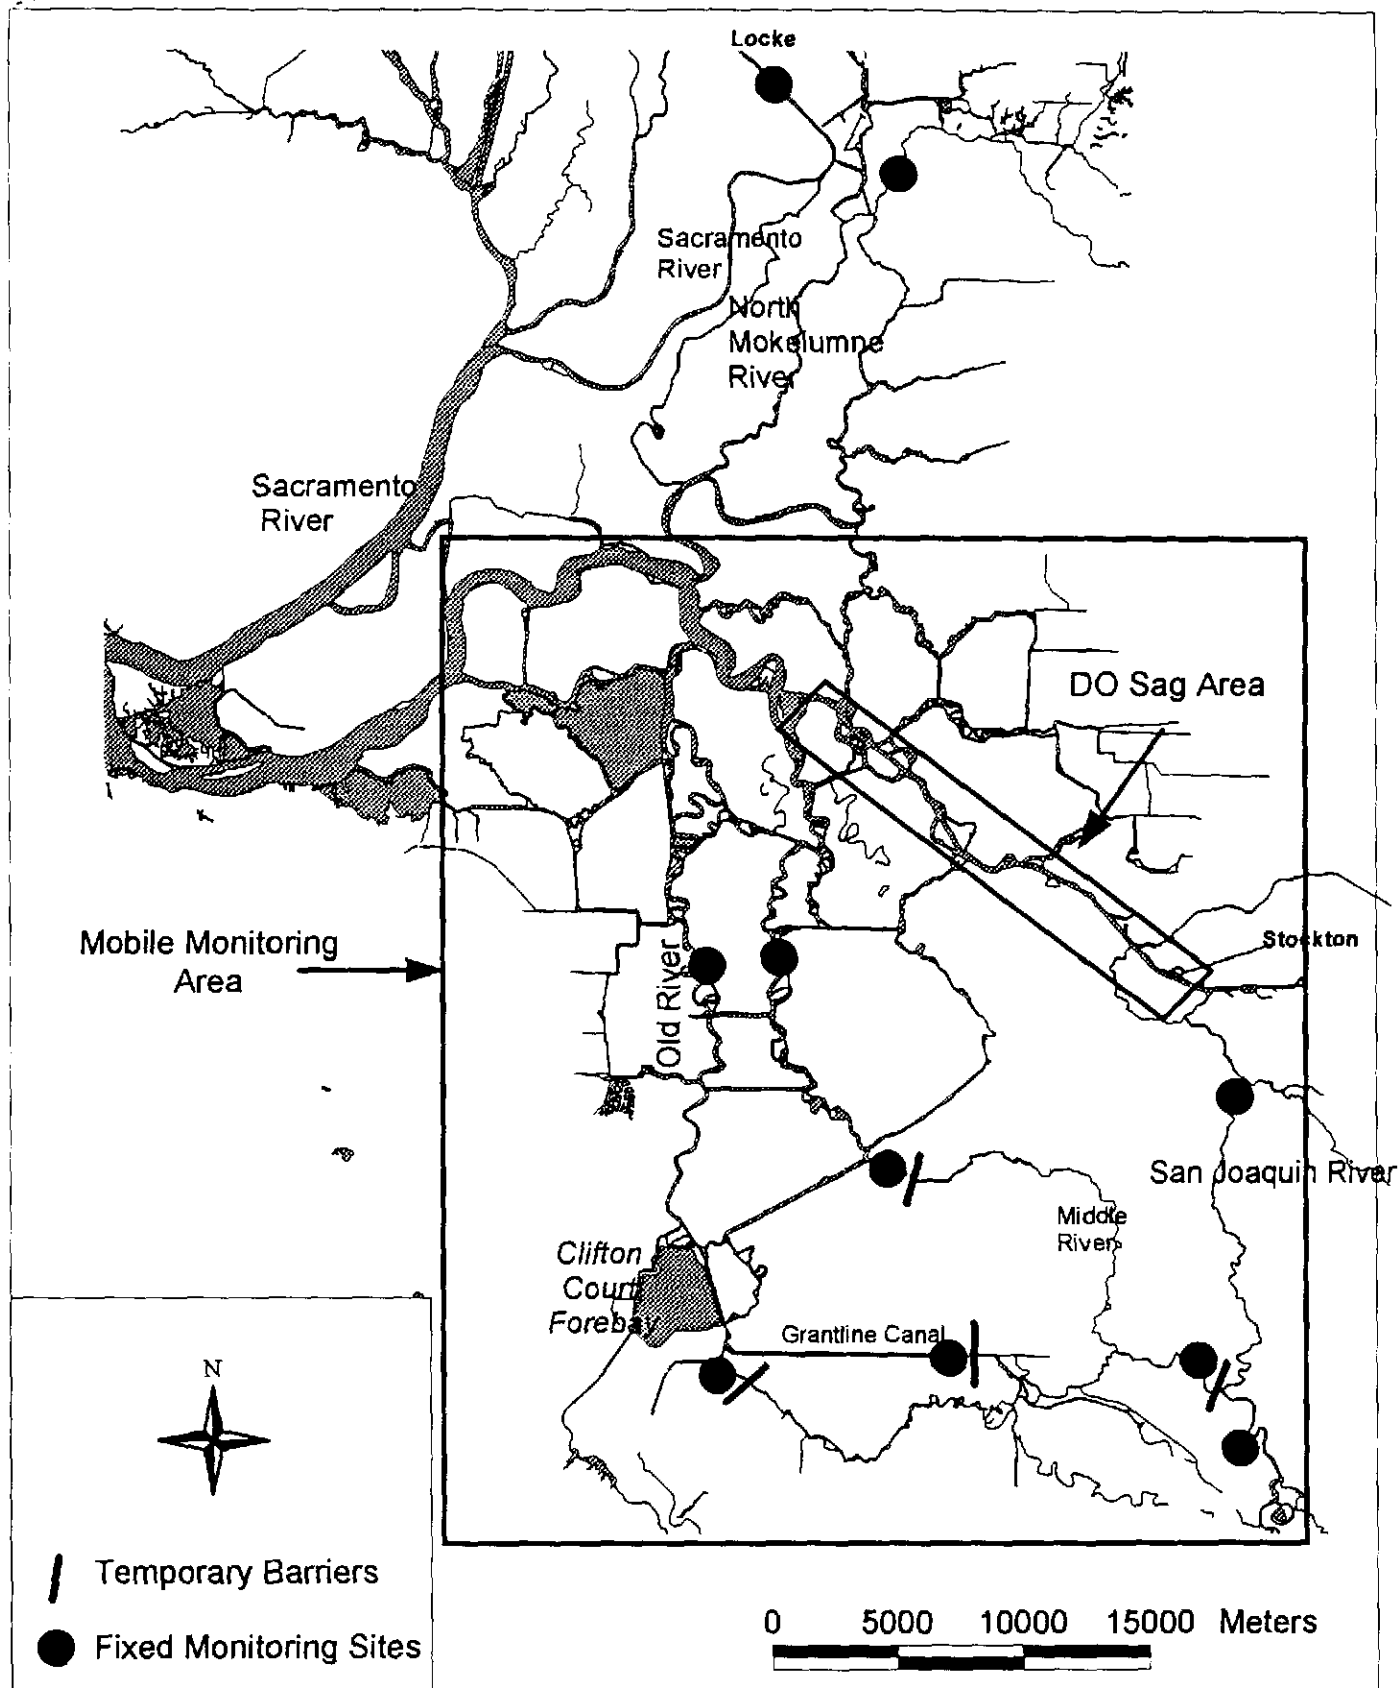 Locke
Sacramento
River
North
Mokelumne
River
Sacramento
River
DO Sag Area
Mobile Monitoring
Area
Stockton
Old River
San Joaquin River
Middle
River
Clifton
Court
Forebay
Grantline Canal
N
Temporary Barriers
Fixed Monitoring Sites
0 5000 10000 15000 Meters